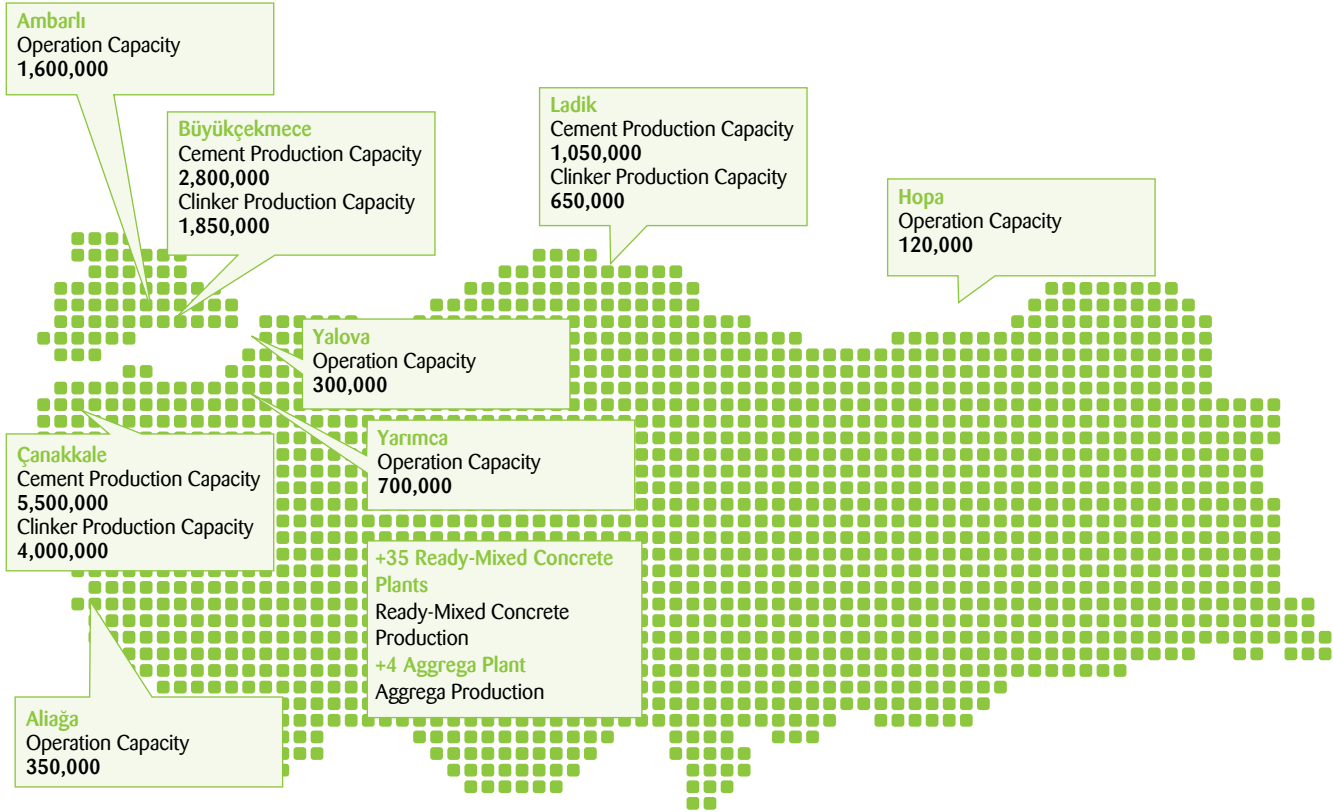 Ambarlı
Operation Capacity
1,600,000
Büyükçekmece
Cement Production Capacity
2,800,000
Clinker Production Capacity
1,850,000
Ladik
Cement Production Capacity
1,050,000
Clinker Production Capacity
650,000
Hopa
Operation Capacity
120,000
Yalova
Operation Capacity
300,000
Yarımca
Operation Capacity
700,000
Çanakkale
Cement Production Capacity
5,500,000
Clinker Production Capacity
4,000,000
+35 Ready-Mixed Concrete
Plants
Ready-Mixed Concrete
Production
+4 Aggrega Plant
Aggrega Production
Aliağa
Operation Capacity
350,000